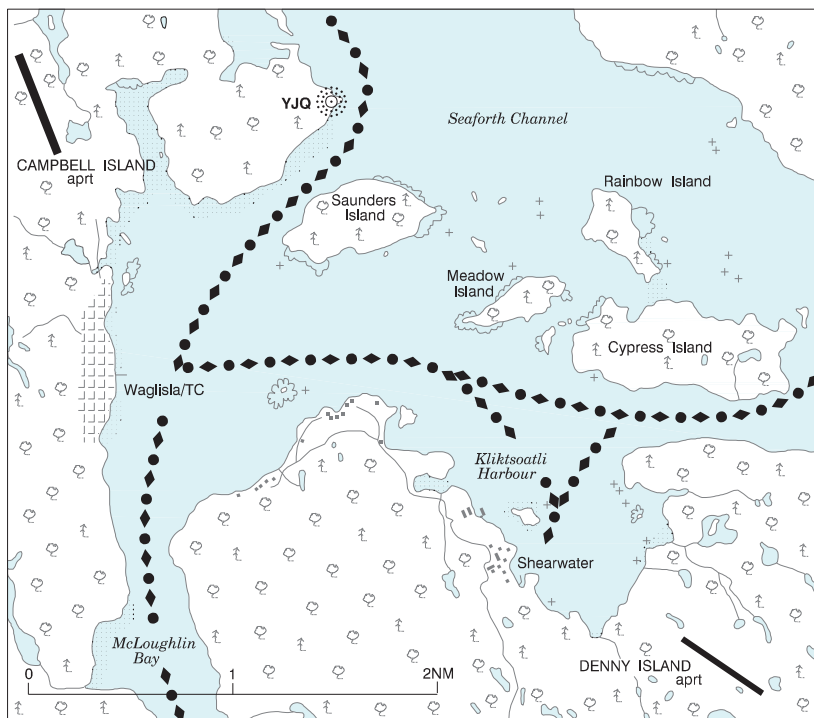 YJQ
Seaforth Channel
CAMPBELL ISLAND
aprt
Saunders
Island
Rainbow Island
Meadow
Island
Cypress Island
Waglisla/TC
Kliktsoatli
Harbour
Shearwater
McLoughlin
Bay
DENNY ISLAND
aprt
0 1 2NM